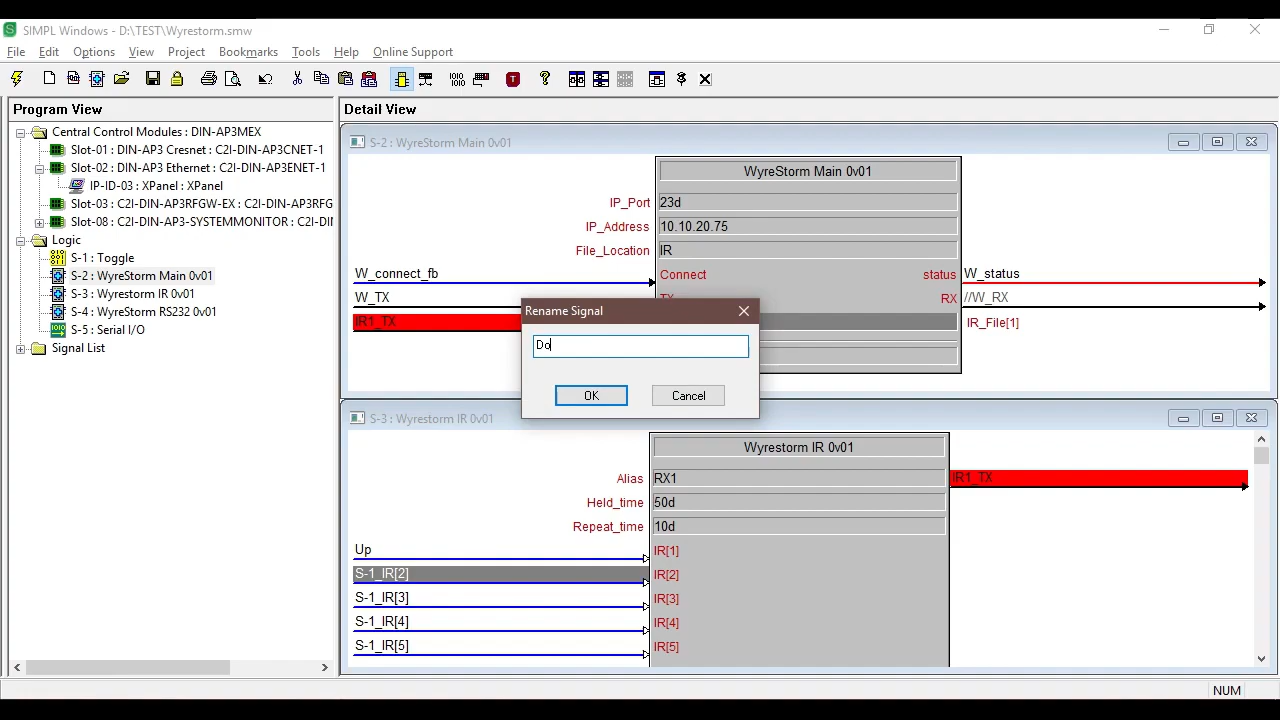 SIMPL Windows - D:\TEST\Wyrestorm.smw
File Edit Options View Project Bookmarks Tools Help Online Support
Program View
Central Control Modules : DIN-AP3MEX
Slot-01 : DIN-AP3 Cresnet : C2I-DIN-AP3CNET-1
Slot-02 : DIN-AP3 Ethernet : C2I-DIN-AP3ENET-1
IP-ID-03 : XPanel : XPanel
Slot-03 : C2I-DIN-AP3RFGW-EX : C2I-DIN-AP3RFG
Slot-08 : C2I-DIN-AP3-SYSTEMMONITOR : C2I-DI
Logic
S-1 : Toggle
S-2 : WyreStorm Main 0v01
S-3 : Wyrestorm IR 0v01
S-4 : WyreStorm RS232 0v01
S-5 : Serial I/O
Signal List
Detail View
S-2 : WyreStorm Main 0v01
WyreStorm Main 0v01
IP_Port 23d
IP_Address 10.10.20.75
File_Location IR
W_connect_fb Connect status W_status
W_TX TX RX //W_RX
IR1_TX IR_File[1]
Rename Signal
Do
OK Cancel
S-3 : Wyrestorm IR 0v01
Wyrestorm IR 0v01
Alias RX1 IR1_TX
Held_time 50d
Repeat_time 10d
Up IR[1]
S-1_IR[2] IR[2]
S-1_IR[3] IR[3]
S-1_IR[4] IR[4]
S-1_IR[5] IR[5]
NUM